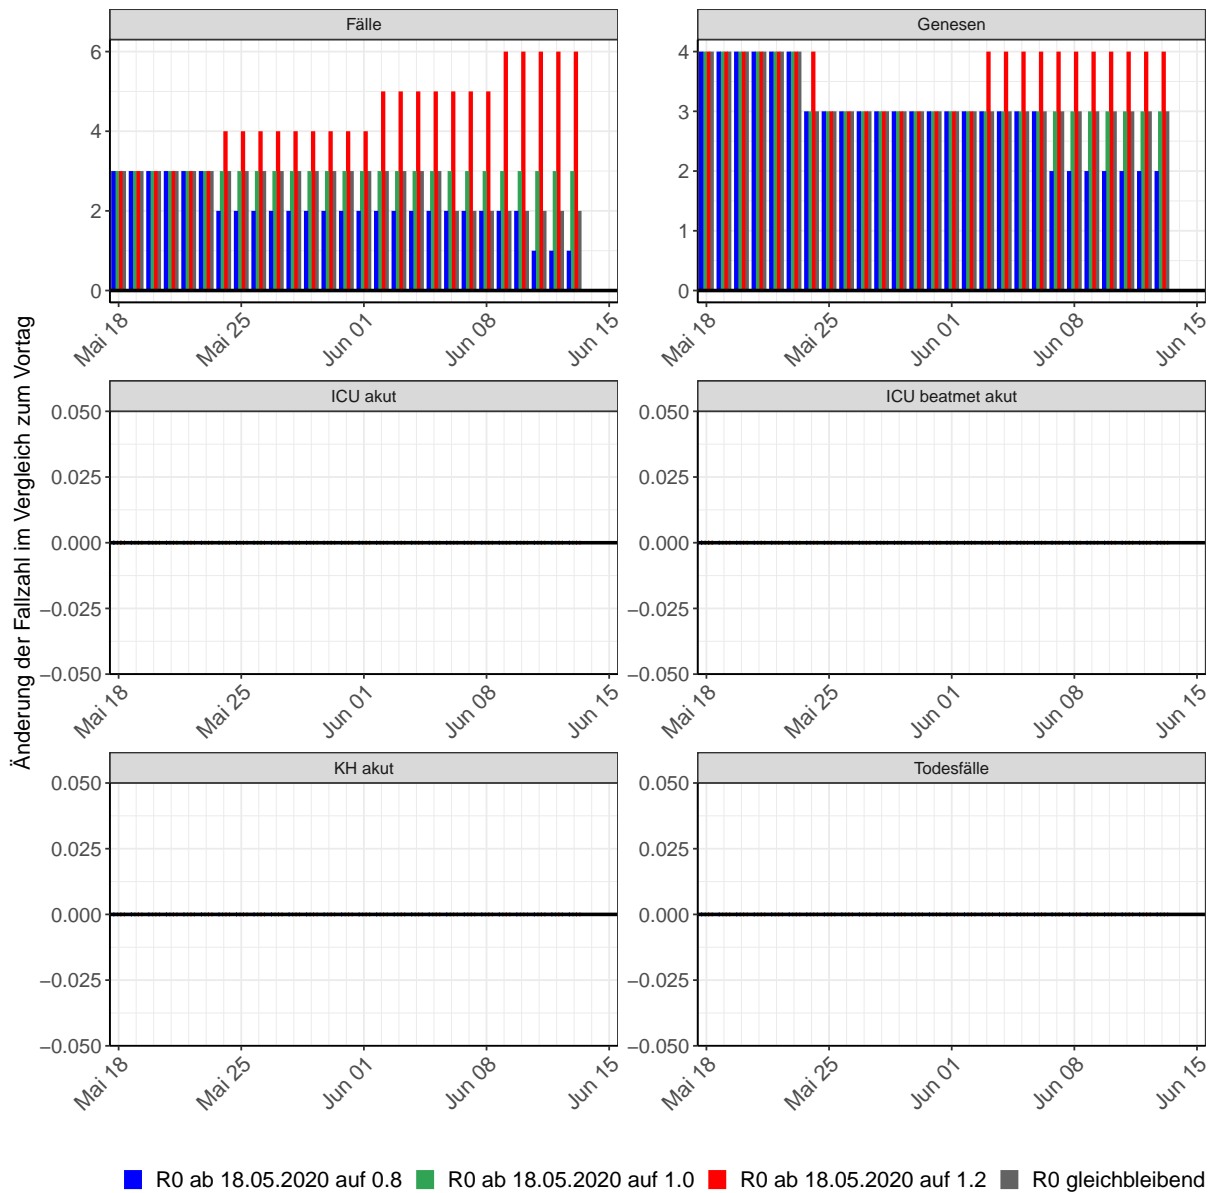 Fälle
Genesen
6
4
2
0
4
3
2
1
0
Mai 18
Mai 25
Jun 01
Jun 08
Jun 15
Mai 18
Mai 25
Jun 01
Jun 08
Jun 15
Änderung der Fallzahl im Vergleich zum Vortag
ICU akut
ICU beatmet akut
0.050
0.025
0.000
−0.025
−0.050
0.050
0.025
0.000
−0.025
−0.050
Mai 18
Mai 25
Jun 01
Jun 08
Jun 15
Mai 18
Mai 25
Jun 01
Jun 08
Jun 15
KH akut
Todesfälle
0.050
0.025
0.000
−0.025
−0.050
0.050
0.025
0.000
−0.025
−0.050
Mai 18
Mai 25
Jun 01
Jun 08
Jun 15
Mai 18
Mai 25
Jun 01
Jun 08
Jun 15
R0 ab 18.05.2020 auf 0.8
R0 ab 18.05.2020 auf 1.0
R0 ab 18.05.2020 auf 1.2
R0 gleichbleibend